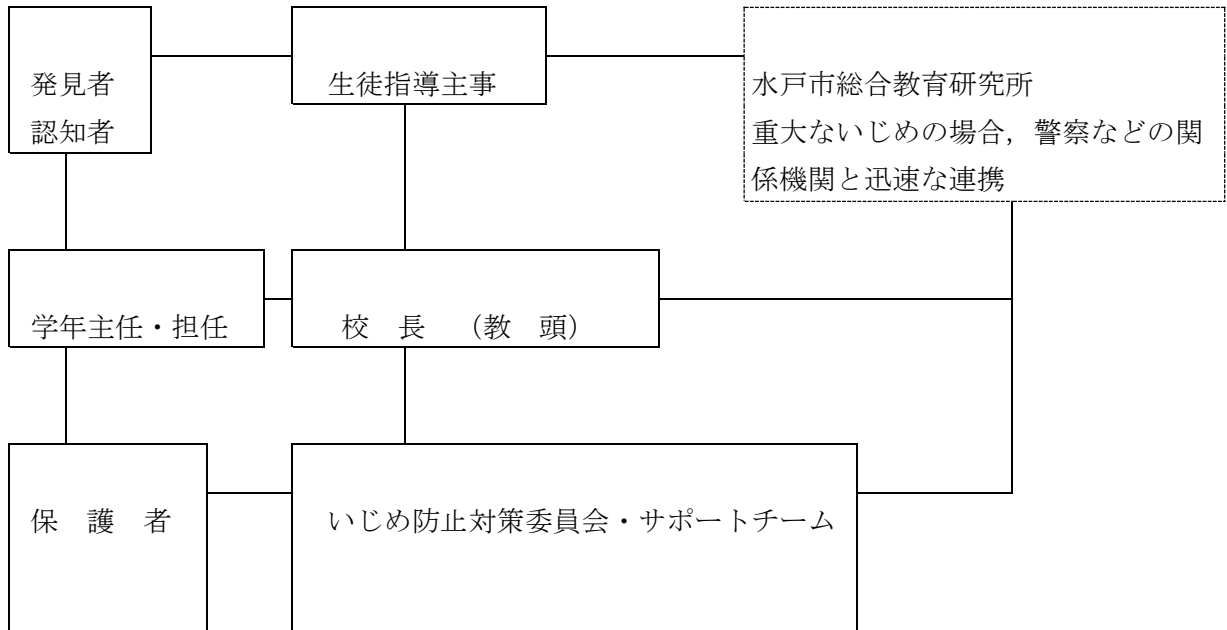 発見者
認知者
生徒指導主事
水戸市総合教育研究所
重大ないじめの場合，警察などの関
係機関と迅速な連携
学年主任・担任
校　長　（教　頭）
保　護　者
いじめ防止対策委員会・サポートチーム